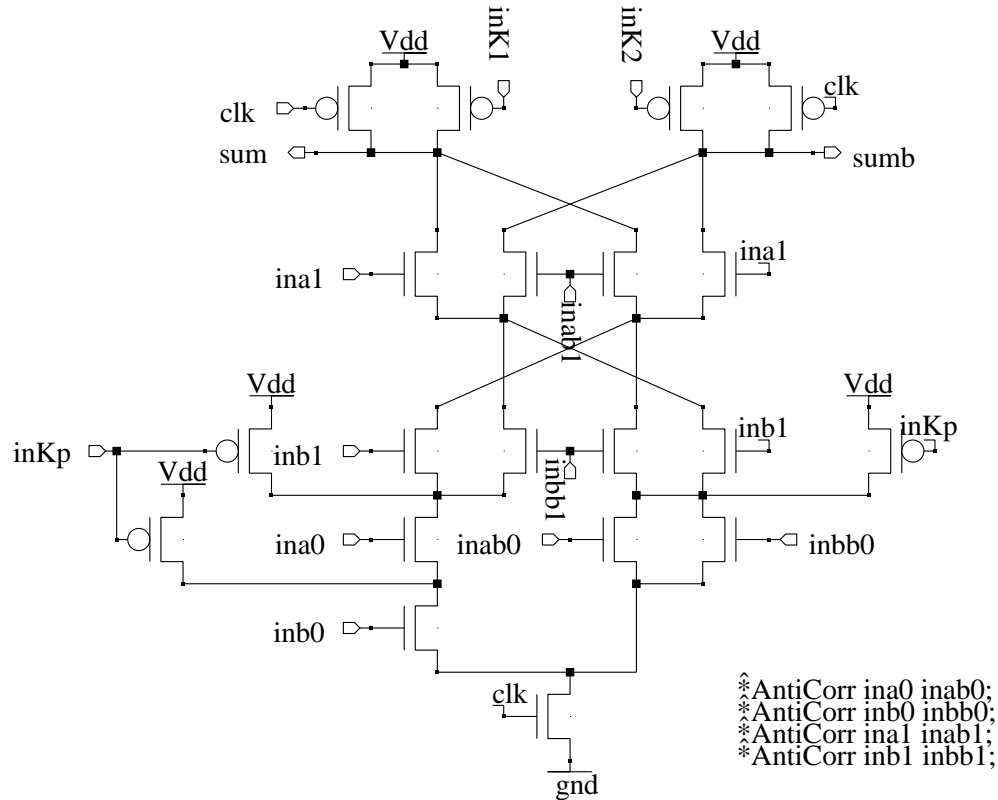 inK1
inK2
Vdd
Vdd
clk
clk
sum
sumb
ina1
ina1
inab1
Vdd
Vdd
inKp
inb1
inb1
inKp
Vdd
inbb1
ina0
inab0
inbb0
inb0
clk
gnd
^*AntiCorr ina0 inab0;
^*AntiCorr inb0 inbb0;
^*AntiCorr ina1 inab1;
^*AntiCorr inb1 inbb1;